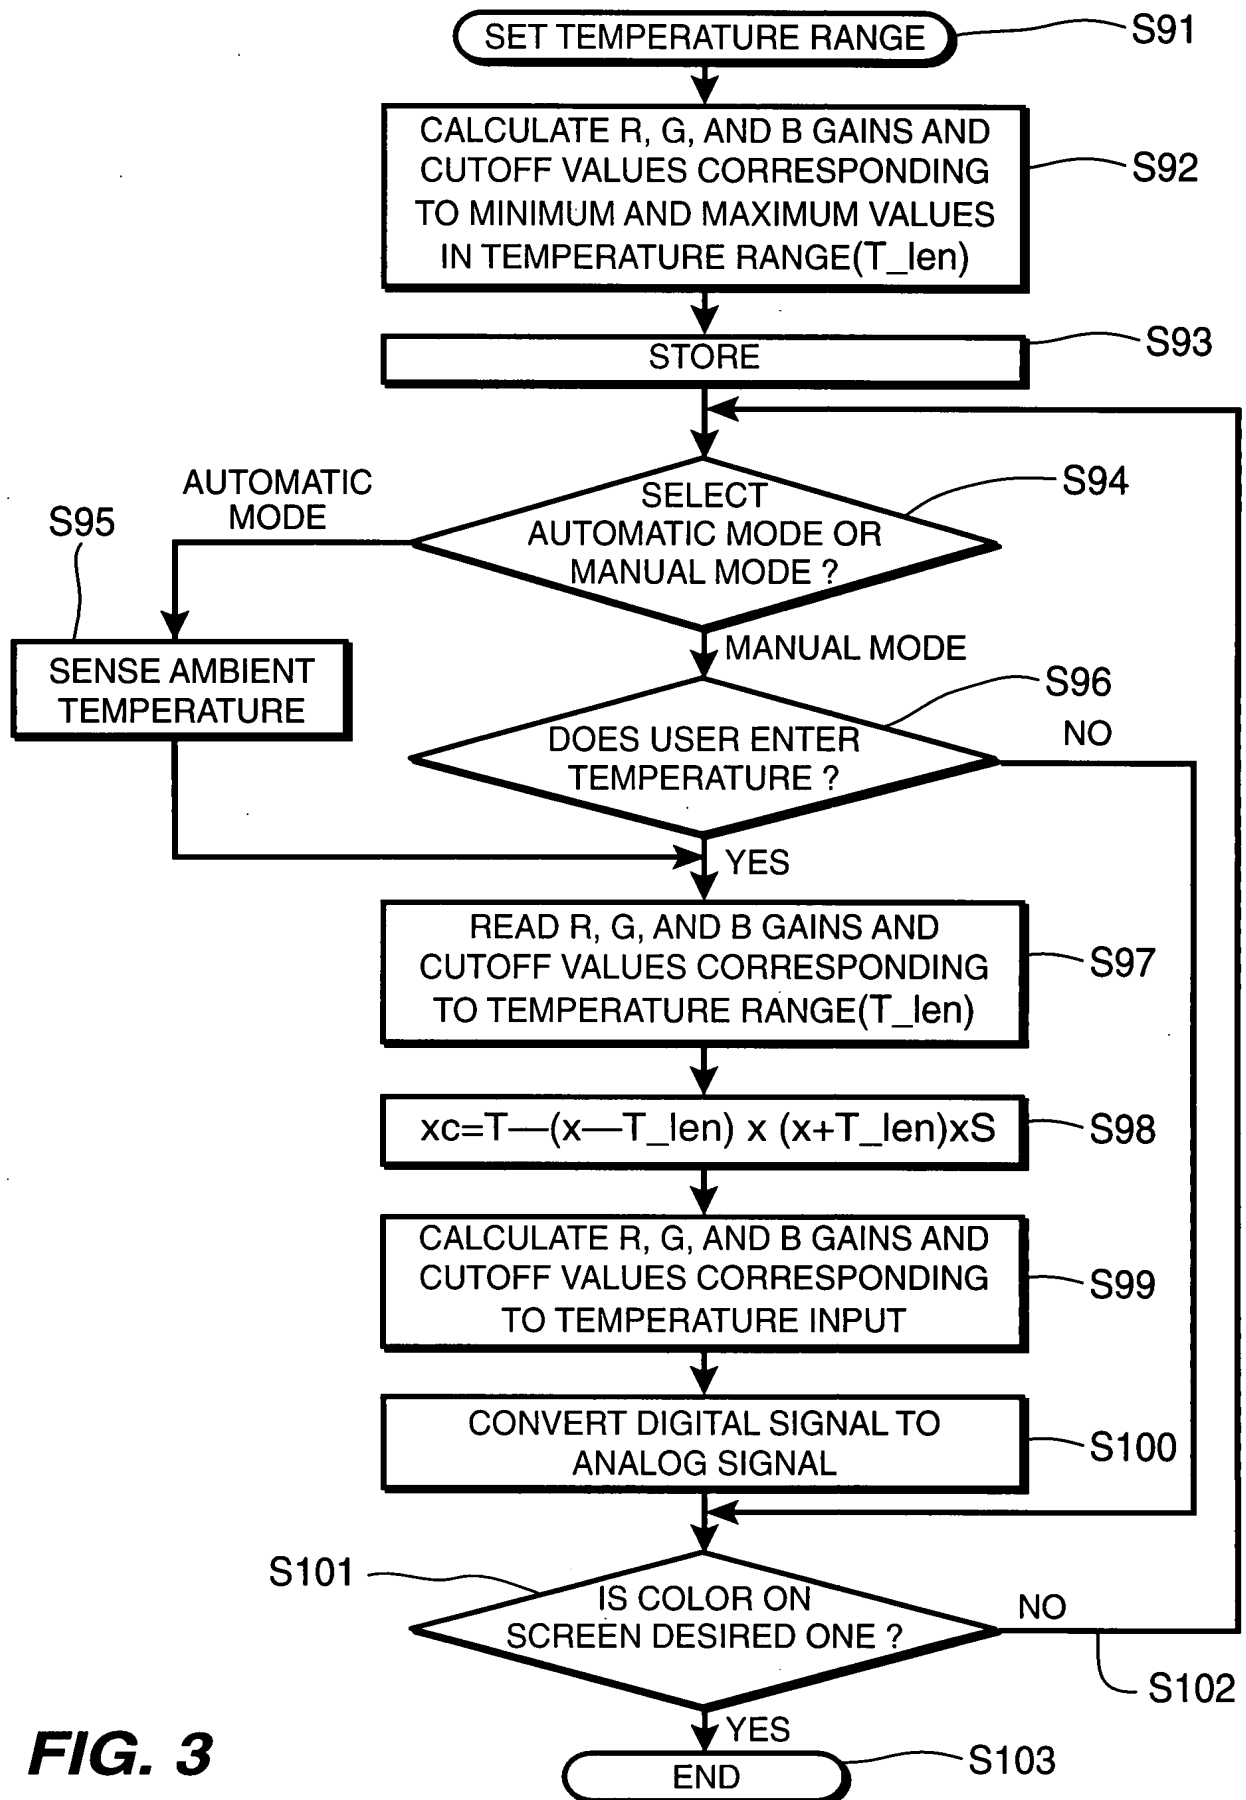 SET TEMPERATURE RANGE
S91
CALCULATE R, G, AND B GAINS AND
CUTOFF VALUES CORRESPONDING
TO MINIMUM AND MAXIMUM VALUES
IN TEMPERATURE RANGE(T_len)
S92
STORE
S93
SELECT
AUTOMATIC MODE OR
MANUAL MODE ?
S94
AUTOMATIC
MODE
S95
SENSE AMBIENT
TEMPERATURE
MANUAL MODE
S96
DOES USER ENTER
TEMPERATURE ?
NO
YES
READ R, G, AND B GAINS AND
CUTOFF VALUES CORRESPONDING
TO TEMPERATURE RANGE(T_len)
S97
xc=T—(x—T_len) x (x+T_len)xS
S98
CALCULATE R, G, AND B GAINS AND
CUTOFF VALUES CORRESPONDING
TO TEMPERATURE INPUT
S99
CONVERT DIGITAL SIGNAL TO
ANALOG SIGNAL
S100
S101
IS COLOR ON
SCREEN DESIRED ONE ?
NO
S102
YES
END
S103
FIG. 3